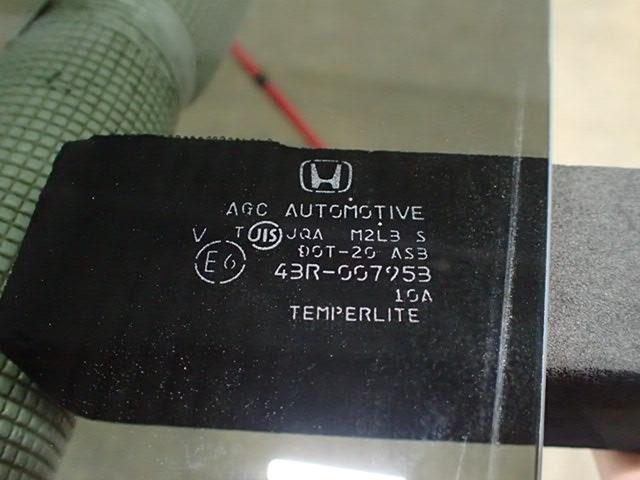 AGC AUTOMOTIVE
V T JIS JQA M2L3 S
DOT-20 AS3
E6 43R-007953
10A
TEMPERLITE